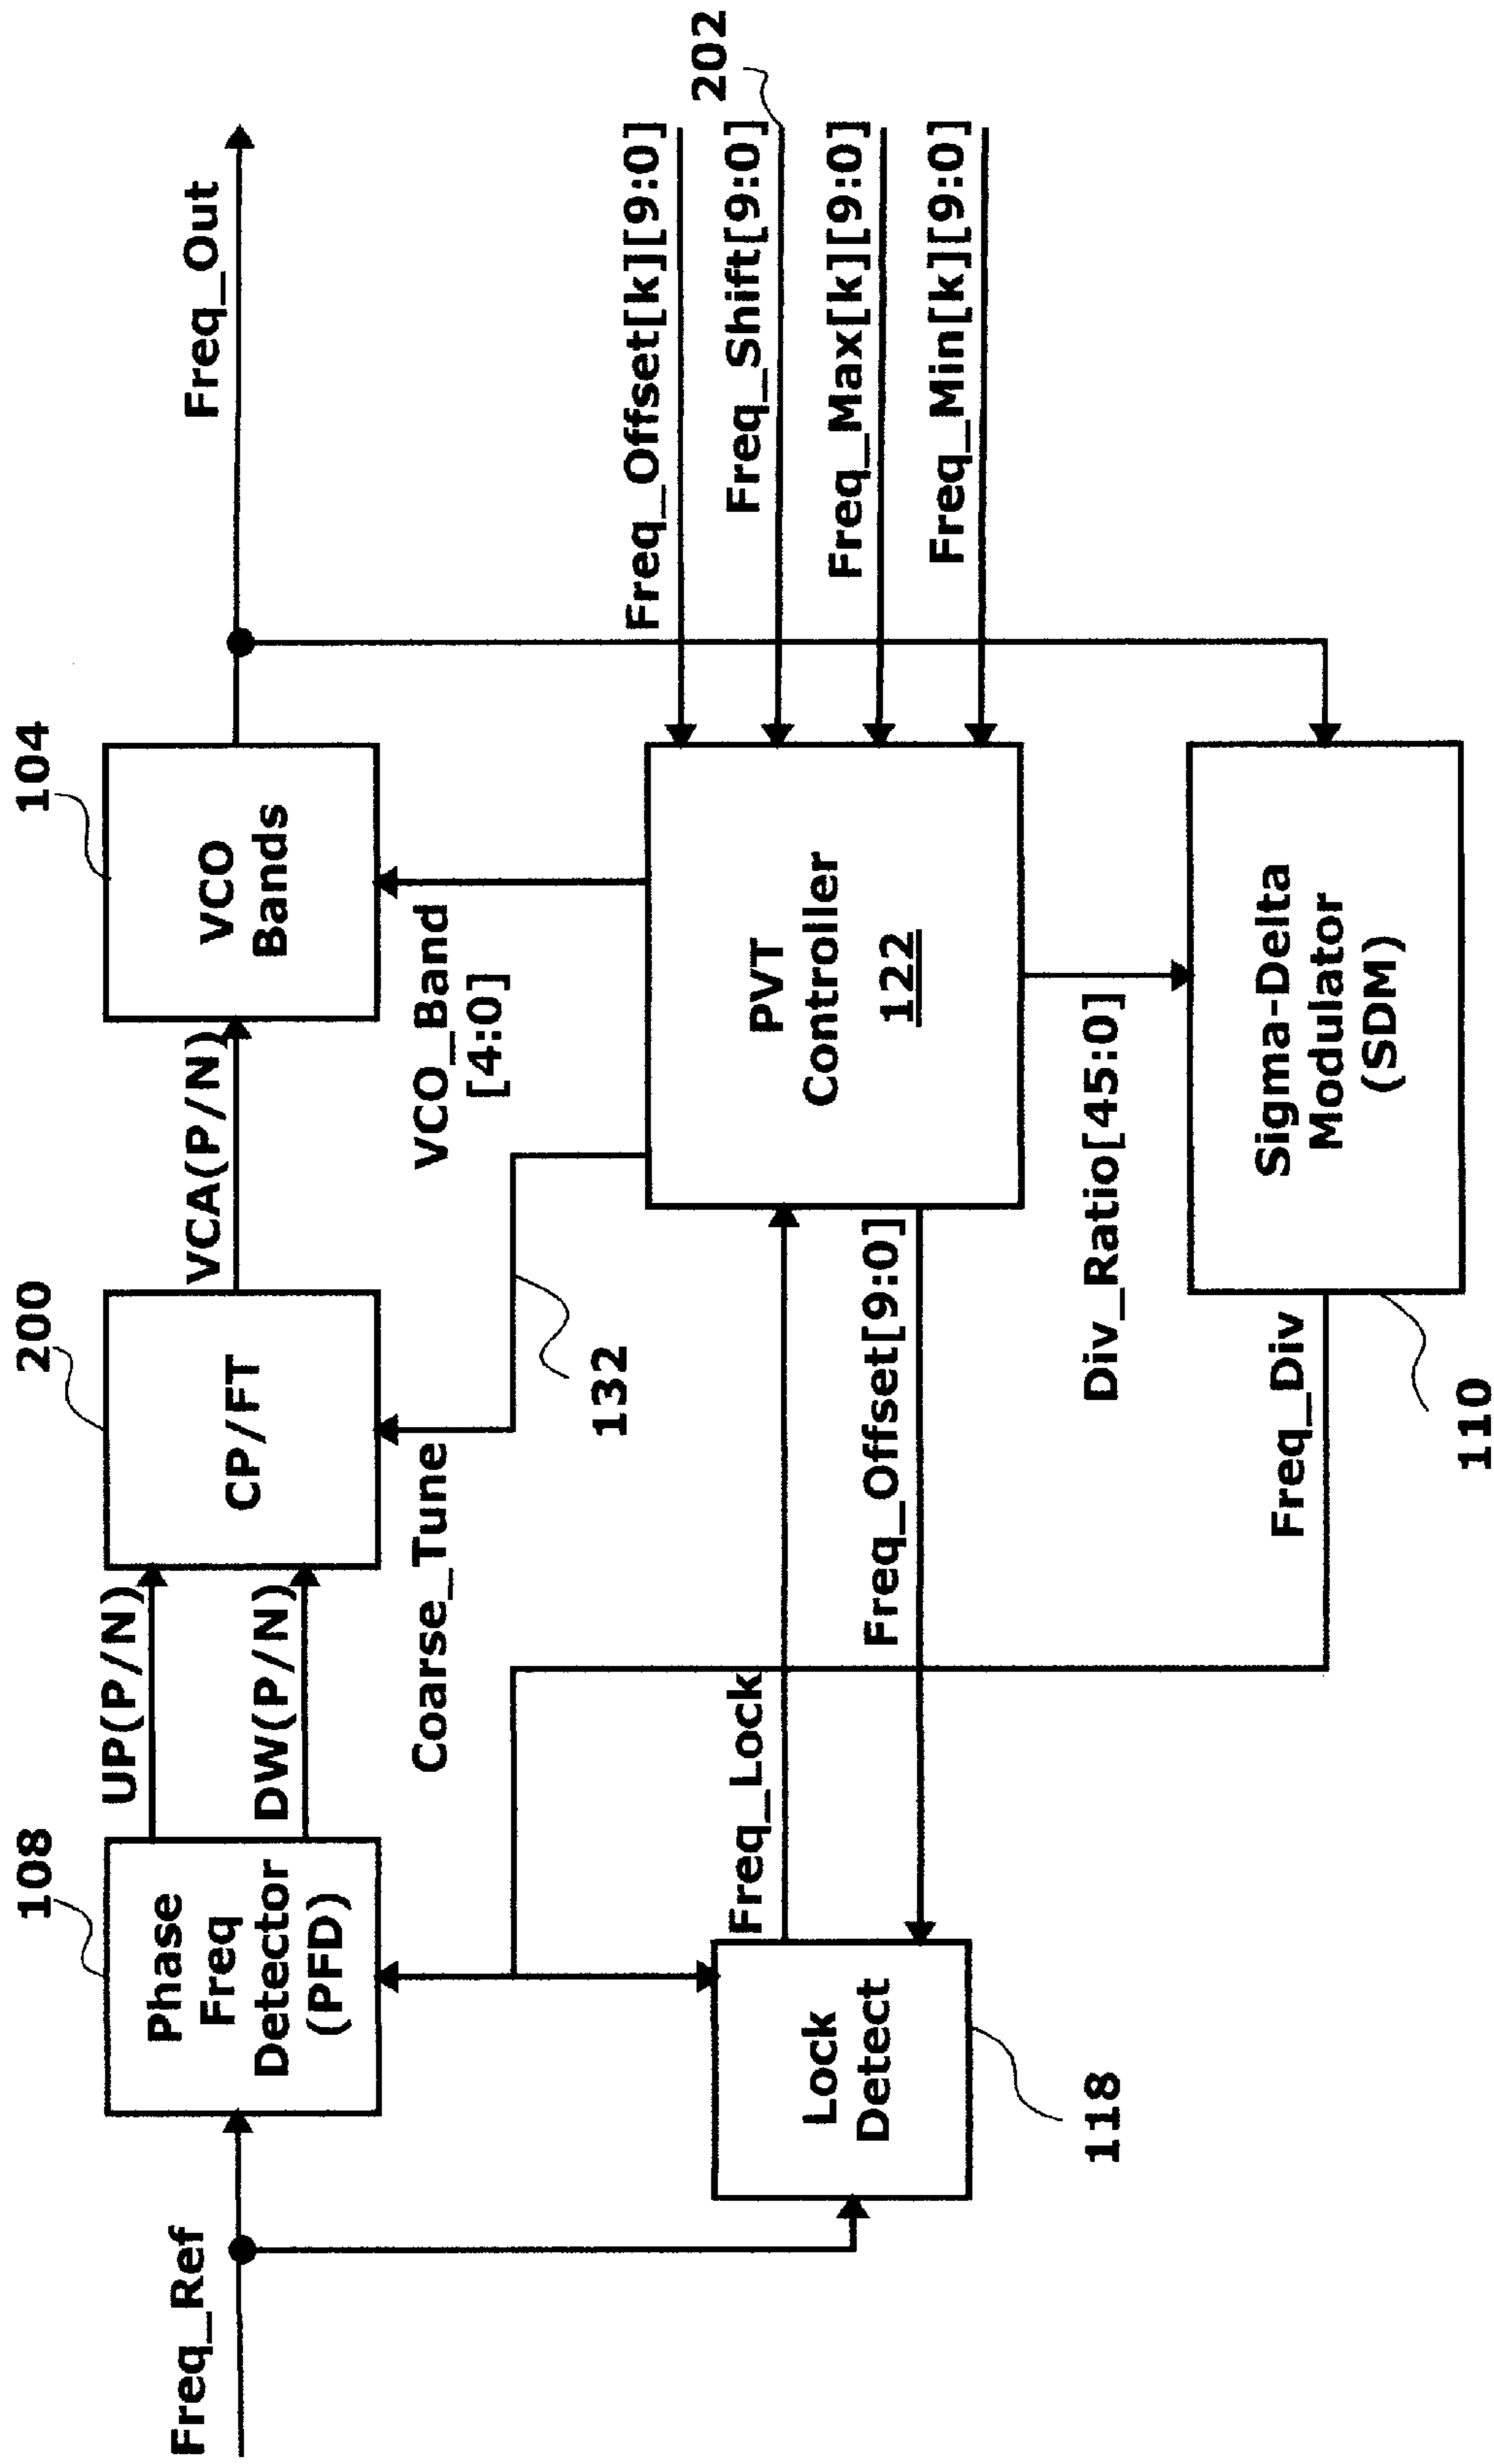 108
200
104
Freq_Ref
Phase
Freq
Detector
(PFD)
UP(P/N)
DW(P/N)
CP/FT
VCA(P/N)
VCO
Bands
Freq_Out
Coarse_Tune
132
VCO_Band
[4:0]
Freq_Offset[k][9:0]
Freq_Shift[9:0]
202
Freq_Max[k][9:0]
Freq_Min[k][9:0]
Lock
Detect
118
Freq_Lock
Freq_Offset[9:0]
PVT
Controller
122
Div_Ratio[45:0]
Freq_Div
Sigma-Delta
Modulator
(SDM)
110